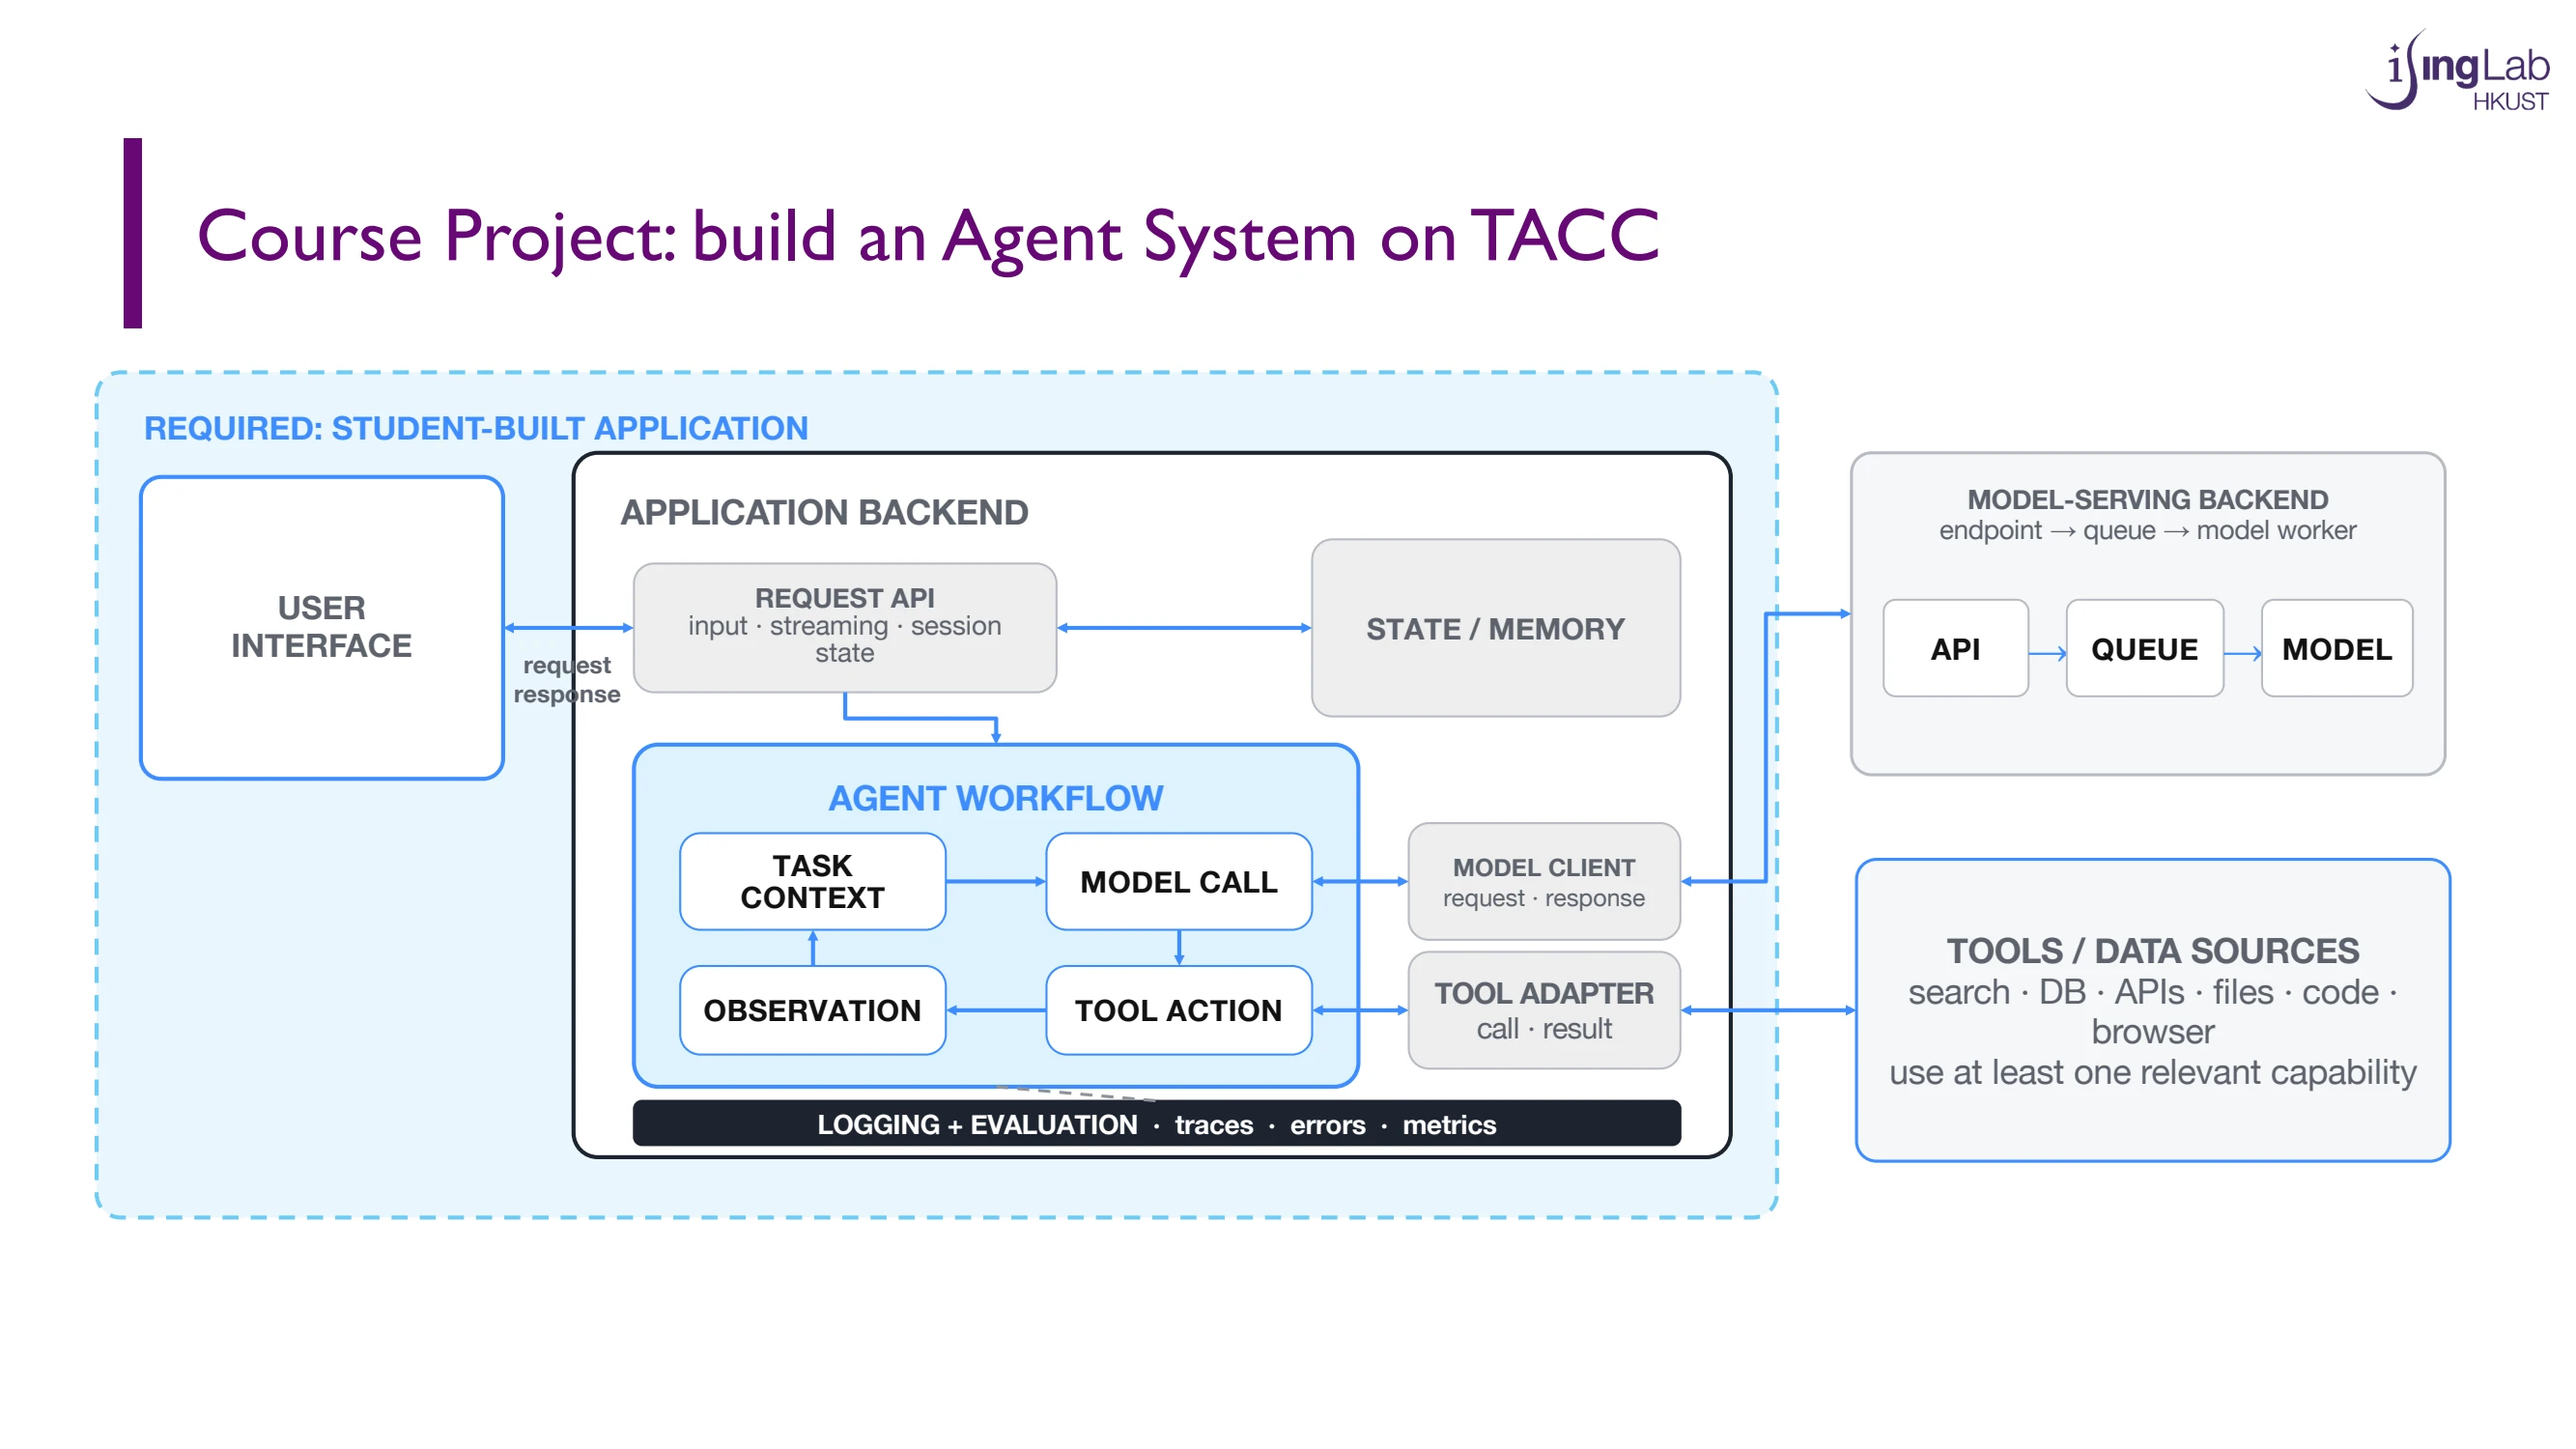 isingLab
HKUST
Course Project: build an Agent System on TACC
REQUIRED: STUDENT-BUILT APPLICATION
USER
INTERFACE
request
response
APPLICATION BACKEND
REQUEST API
input · streaming · session
state
STATE / MEMORY
AGENT WORKFLOW
TASK
CONTEXT
MODEL CALL
OBSERVATION
TOOL ACTION
MODEL CLIENT
request · response
TOOL ADAPTER
call · result
LOGGING + EVALUATION · traces · errors · metrics
MODEL-SERVING BACKEND
endpoint → queue → model worker
API
QUEUE
MODEL
TOOLS / DATA SOURCES
search · DB · APIs · files · code ·
browser
use at least one relevant capability